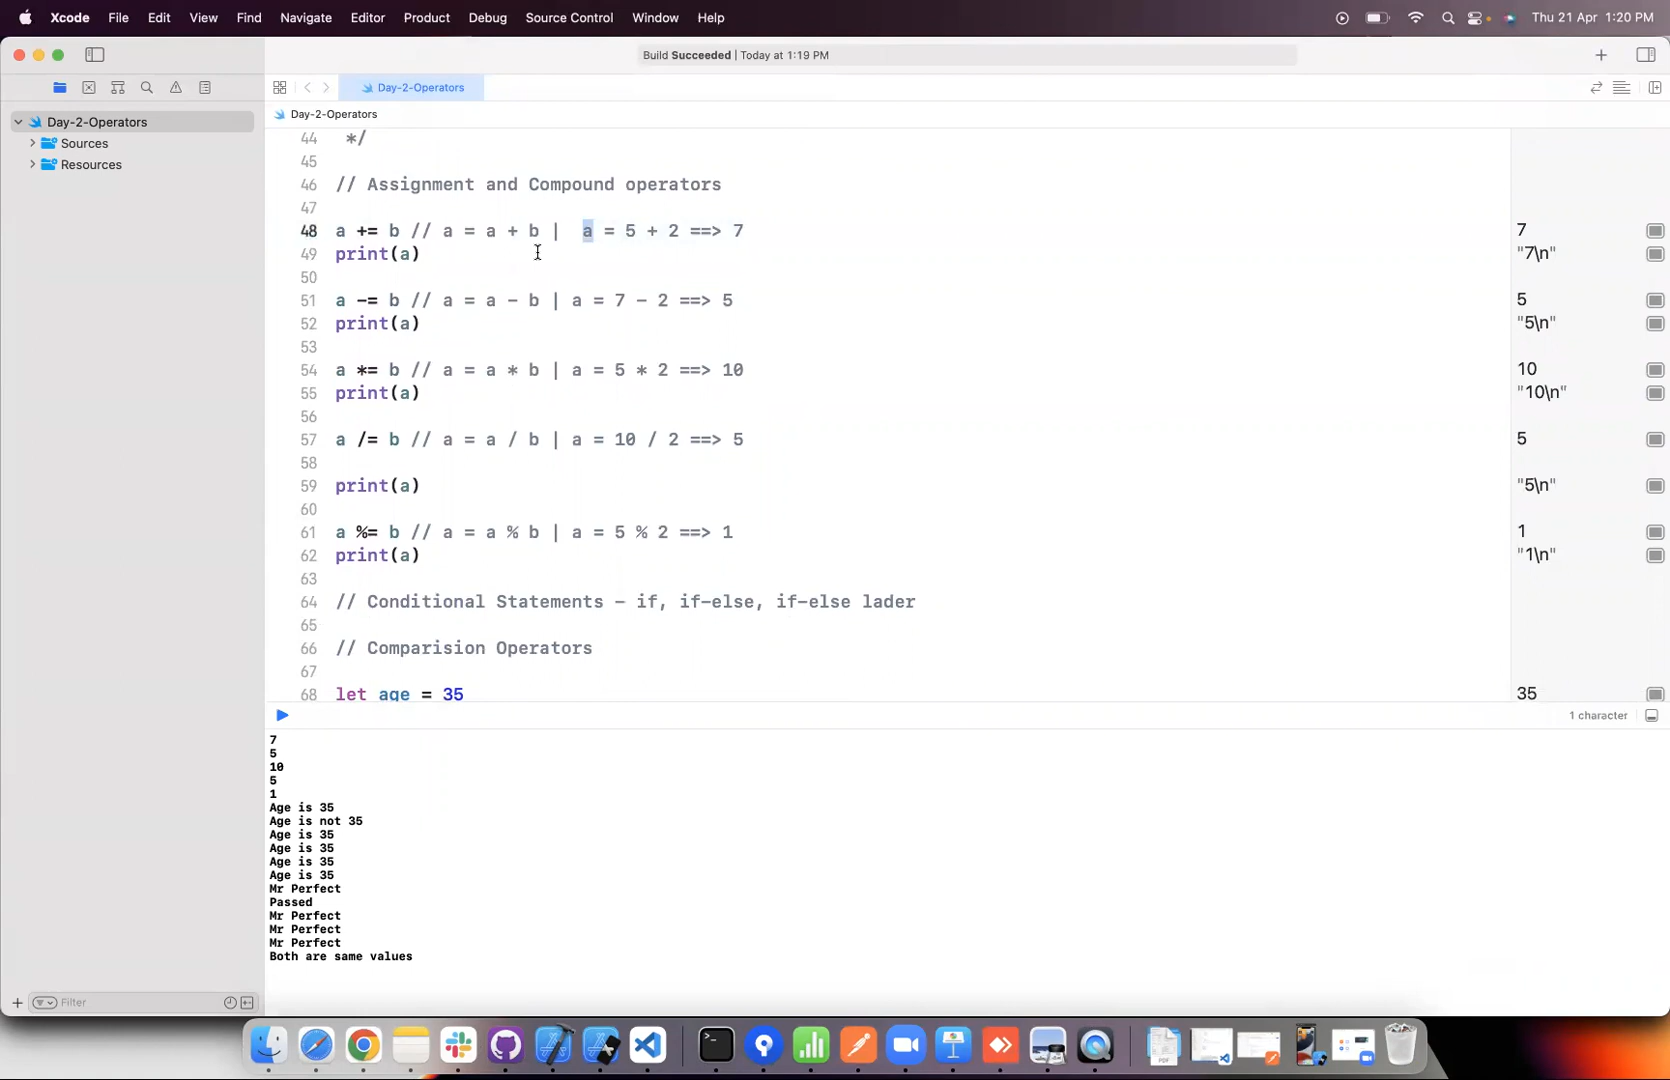 Xcode File Edit View Find Navigate Editor Product Debug Source Control Window Help Thu 21 Apr 1:20 PM
Build Succeeded | Today at 1:19 PM
Day-2-Operators
Day-2-Operators
Sources
Resources
Day-2-Operators
44 */
45
46 // Assignment and Compound operators
47
48 a += b // a = a + b |  a = 5 + 2 ==> 7
49 print(a)
50
51 a -= b // a = a - b | a = 7 - 2 ==> 5
52 print(a)
53
54 a *= b // a = a * b | a = 5 * 2 ==> 10
55 print(a)
56
57 a /= b // a = a / b | a = 10 / 2 ==> 5
58
59 print(a)
60
61 a %= b // a = a % b | a = 5 % 2 ==> 1
62 print(a)
63
64 // Conditional Statements - if, if-else, if-else lader
65
66 // Comparision Operators
67
68 let age = 35
7
"7\n"
5
"5\n"
10
"10\n"
5
"5\n"
1
"1\n"
35
1 character
7
5
10
5
1
Age is 35
Age is not 35
Age is 35
Age is 35
Age is 35
Age is 35
Mr Perfect
Passed
Mr Perfect
Mr Perfect
Mr Perfect
Both are same values
Filter
PDF